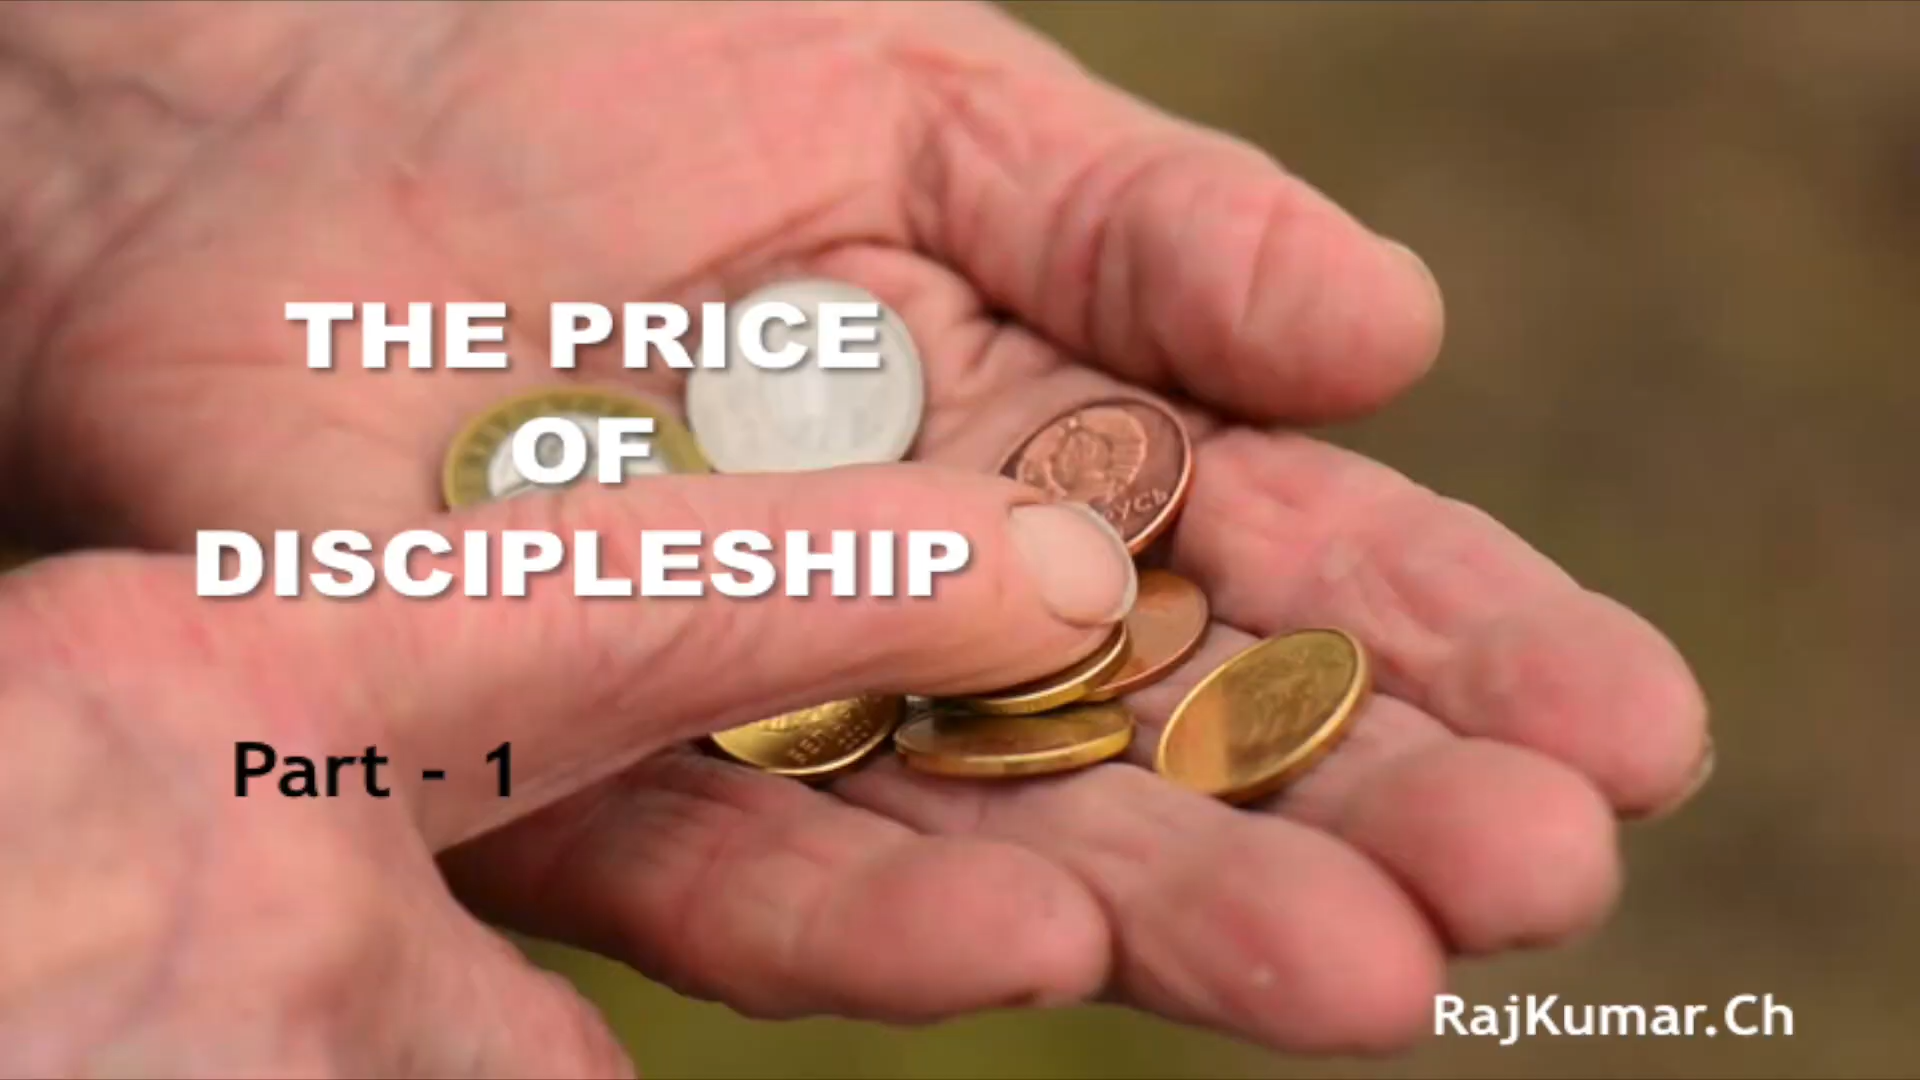 THE PRICE
OF
DISCIPLESHIP
Part - 1
RajKumar.Ch